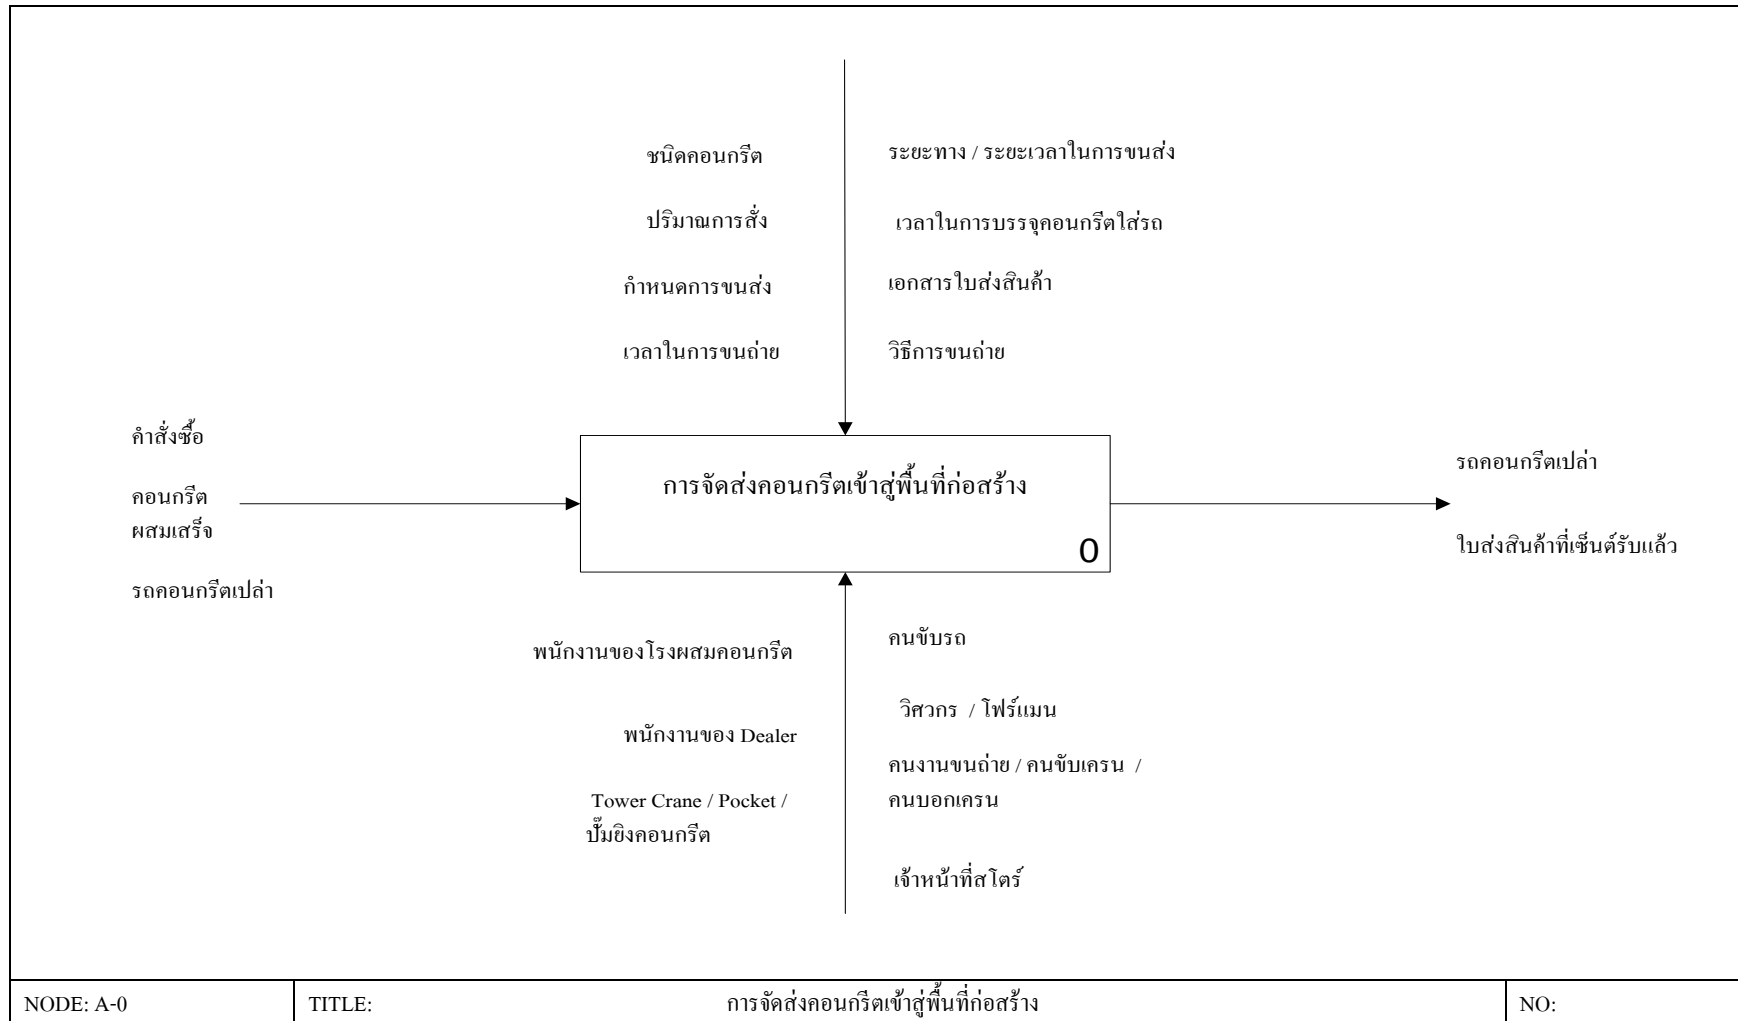 ชนิดคอนกรีต
ระยะทาง / ระยะเวลาในการขนส่ง
ปริมาณการสั่ง
เวลาในการบรรจุคอนกรีตใส่รถ
กำหนดการขนส่ง
เอกสารใบส่งสินค้า
เวลาในการขนถ่าย
วิธีการขนถ่าย
คำสั่งซื้อ
คอนกรีต
ผสมเสร็จ
รถคอนกรีตเปล่า
การจัดส่งคอนกรีตเข้าสู่พื้นที่ก่อสร้าง
0
รถคอนกรีตเปล่า
ใบส่งสินค้าที่เซ็นต์รับแล้ว
พนักงานของโรงผสมคอนกรีต
คนขับรถ
พนักงานของ Dealer
วิศวกร / โฟร์แมน
Tower Crane / Pocket /
ปั๊มยิงคอนกรีต
คนงานขนถ่าย / คนขับเครน /
คนบอกเครน
เจ้าหน้าที่สโตร์
NODE: A-0
TITLE:
การจัดส่งคอนกรีตเข้าสู่พื้นที่ก่อสร้าง
NO: